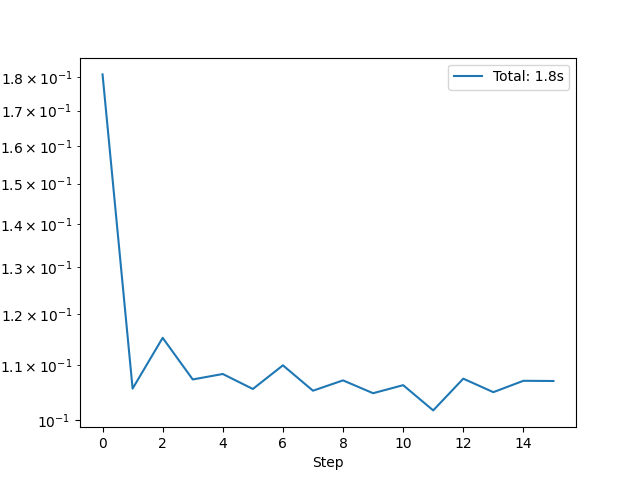 Total: 1.8s
1.8 × 10⁻¹
1.7 × 10⁻¹
1.6 × 10⁻¹
1.5 × 10⁻¹
1.4 × 10⁻¹
1.3 × 10⁻¹
1.2 × 10⁻¹
1.1 × 10⁻¹
10⁻¹
0 2 4 6 8 10 12 14
Step